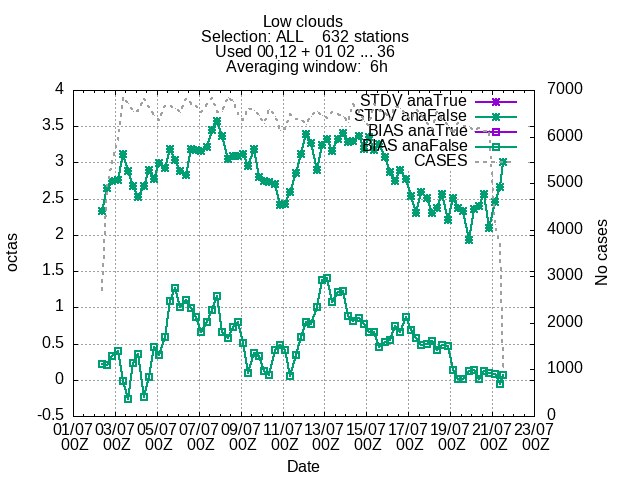 Low clouds
Selection: ALL 632 stations
Used 00,12 + 01 02 ... 36
Averaging window: 6h
4 7000
STDV anaTrue
STDV anaFalse
BIAS anaTrue
BIAS anaFalse
CASES
3.5 6000
3 5000
2.5 4000
2 3000
1.5 2000
1 1000
0.5 0
0
-0.5
octas
No cases
01/07 03/07 05/07 07/07 09/07 11/07 13/07 15/07 17/07 19/07 21/07 23/07
00Z 00Z 00Z 00Z 00Z 00Z 00Z 00Z 00Z 00Z 00Z 00Z
Date